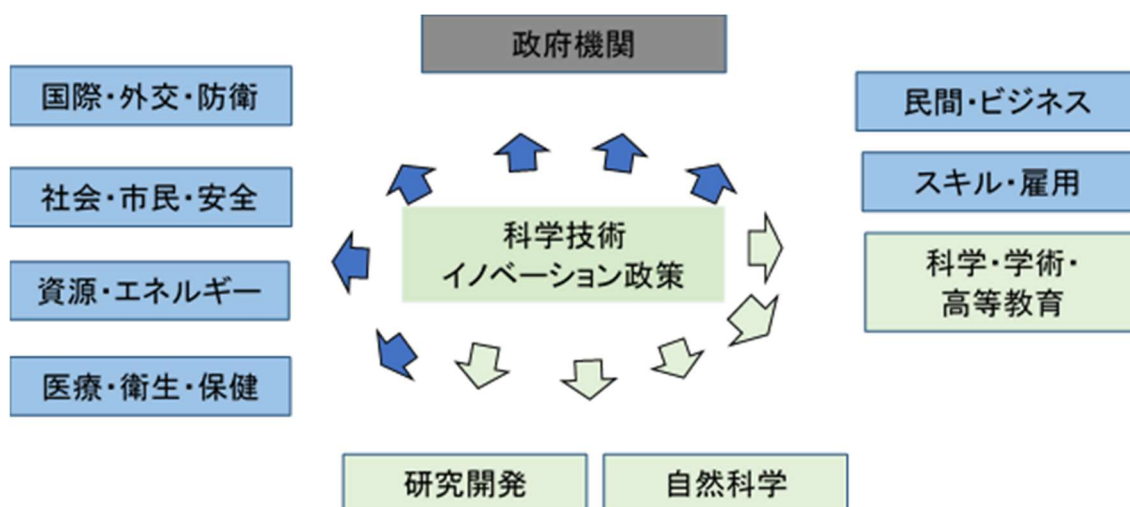 政府機関
国際・外交・防衛
社会・市民・安全
資源・エネルギー
医療・衛生・保健
科学技術
イノベーション政策
民間・ビジネス
スキル・雇用
科学・学術・
高等教育
研究開発
自然科学